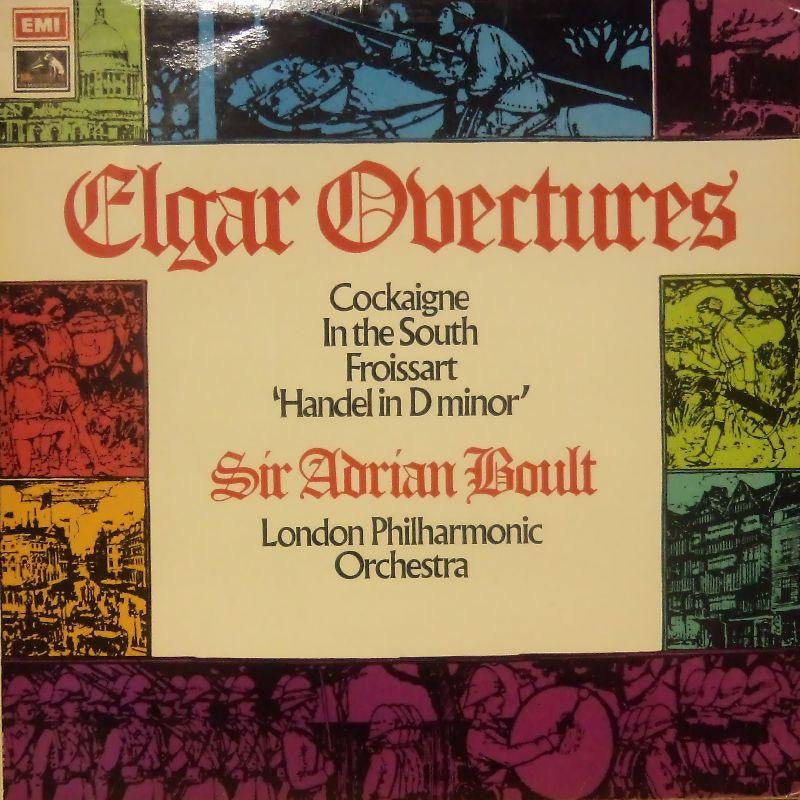 EMI
Elgar Overtures
Cockaigne
In the South
Froissart
‘Handel in D minor’
Sir Adrian Boult
London Philharmonic
Orchestra